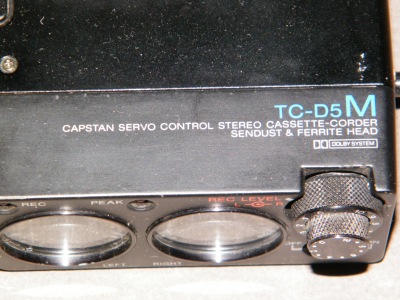 TC-D5M
CAPSTAN SERVO CONTROL STEREO CASSETTE-CORDER
SENDUST & FERRITE HEAD
DOLBY SYSTEM
REC PEAK REC LEVEL
LEFT RIGHT